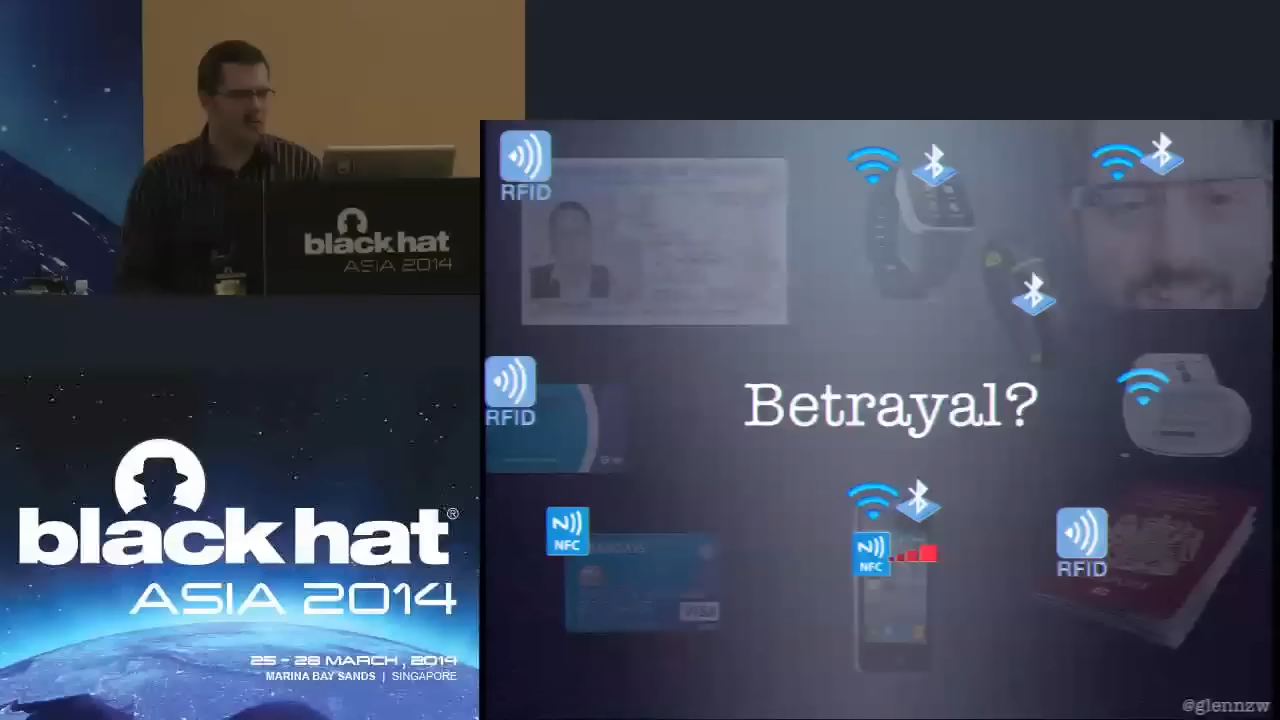 black hat
ASIA 2014
RFID
RFID
Betrayal?
NFC
VISA
NFC
RFID
black hat®
ASIA 2014
25 - 28 MARCH, 2014
MARINA BAY SANDS | SINGAPORE
@glennzw